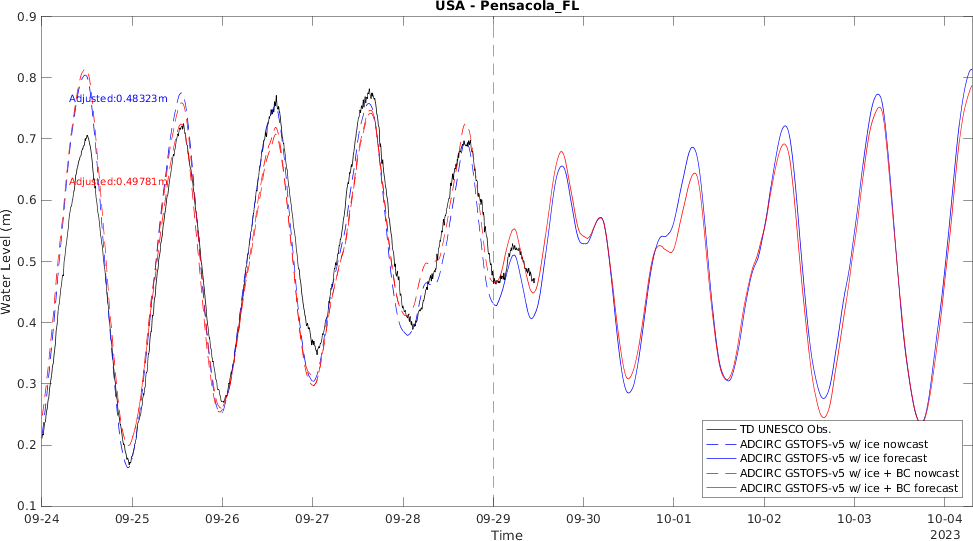 USA - Pensacola_FL
0.9
0.8
Adjusted:0.48323m
0.7
Adjusted:0.49781m
0.6
0.5
0.4
0.3
0.2
0.1
Water Level (m)
TD UNESCO Obs.
ADCIRC GSTOFS-v5 w/ ice nowcast
ADCIRC GSTOFS-v5 w/ ice forecast
ADCIRC GSTOFS-v5 w/ ice + BC nowcast
ADCIRC GSTOFS-v5 w/ ice + BC forecast
09-24 09-25 09-26 09-27 09-28 09-29 09-30 10-01 10-02 10-03 10-04
Time 2023